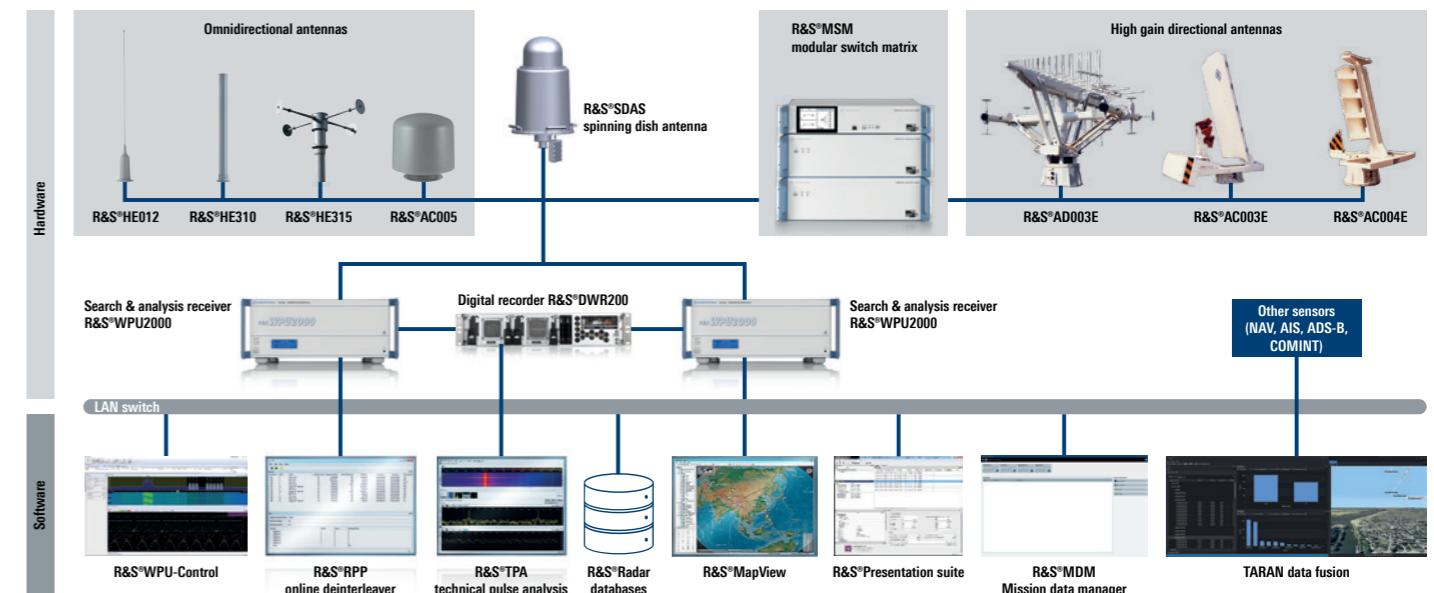 Omnidirectional antennas
R&S®MSM
modular switch matrix
High gain directional antennas
R&S®SDAS
spinning dish antenna
Hardware
R&S®HE012
R&S®HE310
R&S®HE315
R&S®AC005
R&S®AD003E
R&S®AC003E
R&S®AC004E
Search & analysis receiver
R&S®WPU2000
Digital recorder R&S®DWR200
Search & analysis receiver
R&S®WPU2000
Other sensors
(NAV, AIS, ADS-B,
COMINT)
WPU2000
WPU2000
LAN switch
Software
R&S®WPU-Control
R&S®RPP
online deinterleaver
R&S®TPA
technical pulse analysis
R&S®Radar
databases
R&S®MapView
R&S®Presentation suite
R&S®MDM
Mission data manager
TARAN data fusion